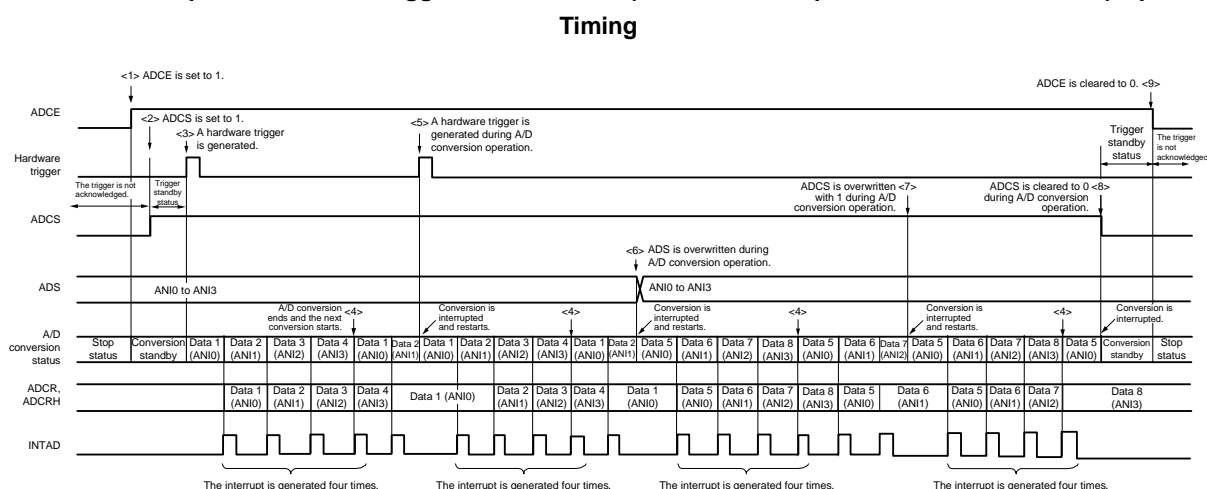 Timing
<1> ADCE is set to 1.
ADCE is cleared to 0. <9>
ADCE
<2> ADCS is set to 1.
<3> A hardware trigger
is generated.
<5> A hardware trigger is
generated during A/D
conversion operation.
Trigger
standby
status
The trigger
is not
acknowledged.
Hardware
trigger
The trigger is not
acknowledged.
Trigger
standby
status
ADCS is overwritten <7>
with 1 during A/D
conversion operation.
ADCS is cleared to 0 <8>
during A/D conversion
operation.
ADCS
<6> ADS is overwritten during
A/D conversion operation.
ADS
ANI0 to ANI3
ANI0 to ANI3
A/D conversion
ends and the next
conversion starts.
<4>
Conversion is
interrupted
and restarts.
<4>
Conversion is
interrupted
and restarts.
<4>
Conversion is
interrupted
and restarts.
<4>
Conversion is
interrupted.
A/D
conversion
status
Stop
status
Conversion
standby
Data 1
(ANI0)
Data 2
(ANI1)
Data 3
(ANI2)
Data 4
(ANI3)
Data 1
(ANI0)
Data 2
(ANI1)
Data 1
(ANI0)
Data 2
(ANI1)
Data 3
(ANI2)
Data 4
(ANI3)
Data 1
(ANI0)
Data 2
(ANI1)
Data 5
(ANI0)
Data 6
(ANI1)
Data 7
(ANI2)
Data 8
(ANI3)
Data 5
(ANI0)
Data 6
(ANI1)
Data 7
(ANI2)
Data 5
(ANI0)
Data 6
(ANI1)
Data 7
(ANI2)
Data 8
(ANI3)
Data 5
(ANI0)
Conversion
standby
Stop
status
ADCR,
ADCRH
Data 1
(ANI0)
Data 2
(ANI1)
Data 3
(ANI2)
Data 4
(ANI3)
Data 1 (ANI0)
Data 2
(ANI1)
Data 3
(ANI2)
Data 4
(ANI3)
Data 1
(ANI0)
Data 5
(ANI0)
Data 6
(ANI1)
Data 7
(ANI2)
Data 8
(ANI3)
Data 5
(ANI0)
Data 6
(ANI1)
Data 5
(ANI0)
Data 6
(ANI1)
Data 7
(ANI2)
Data 8
(ANI3)
INTAD
The interrupt is generated four times.
The interrupt is generated four times.
The interrupt is generated four times.
The interrupt is generated four times.